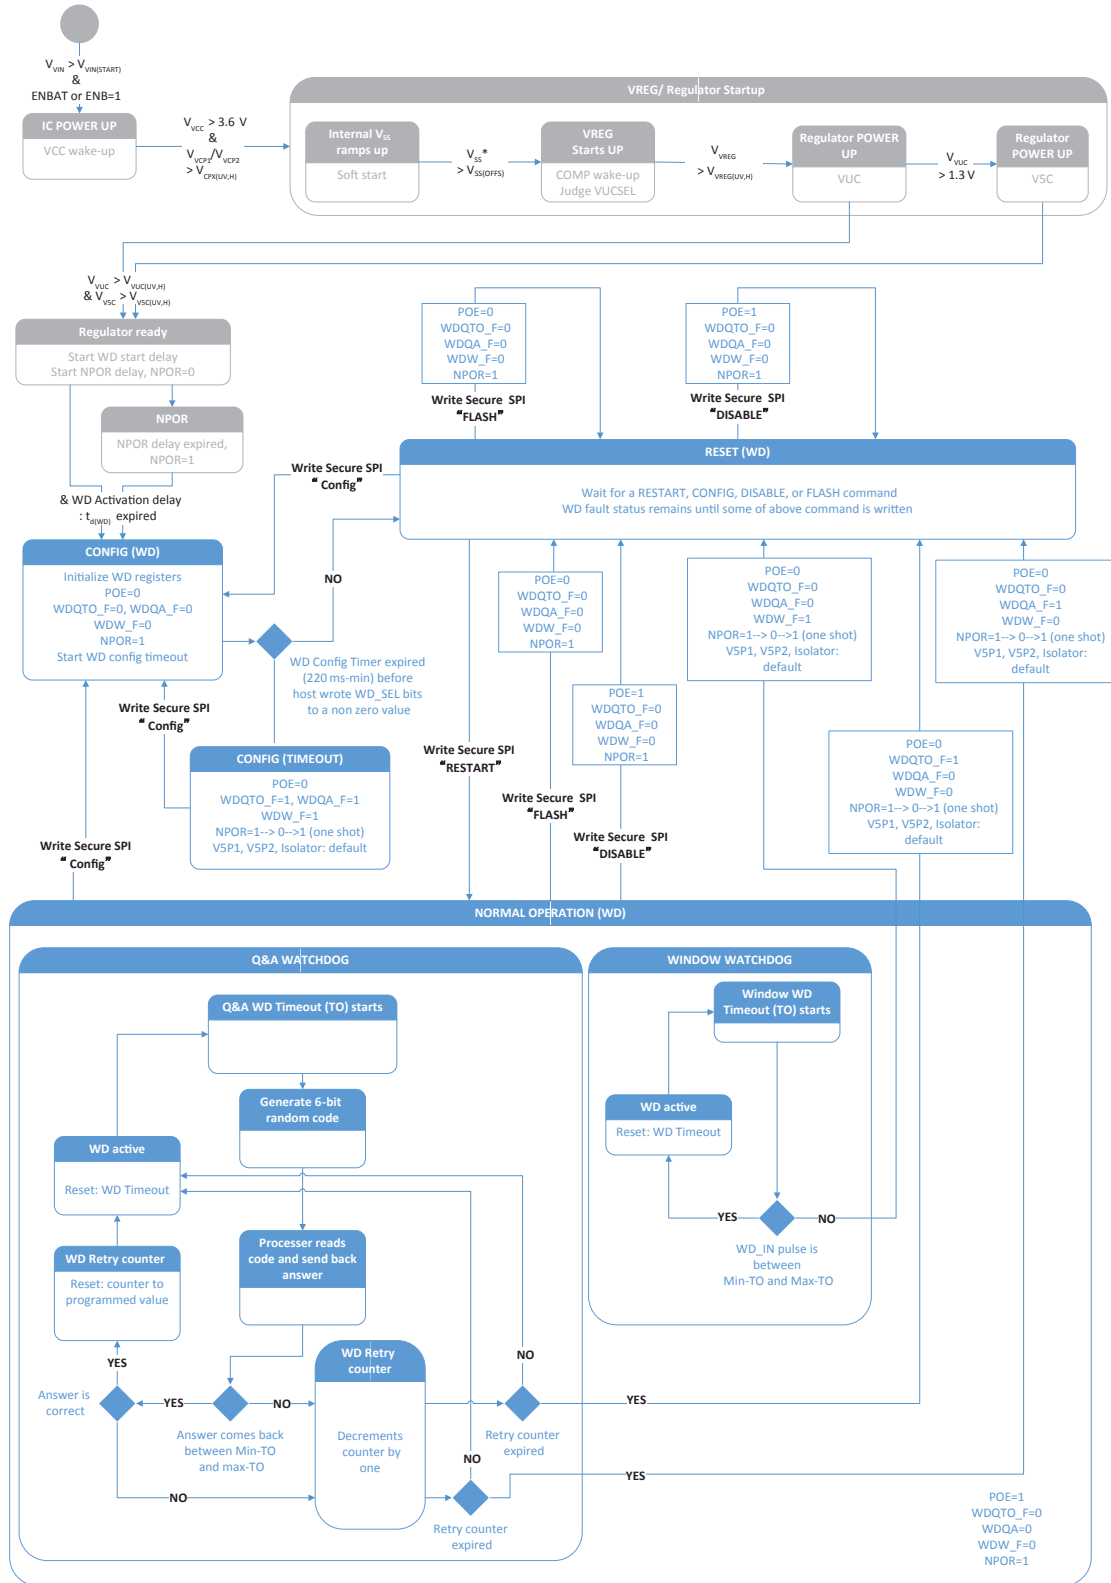 V_VIN > V_VIN(START)
&
ENBAT or ENB=1
IC POWER UP
VCC wake-up
V_VCC > 3.6 V
&
V_VCP1/V_VCP2
> V_CPX(UV,H)
VREG/ Regulator Startup
Internal V_SS
ramps up
Soft start
V_SS*
> V_SS(OFFS)
VREG
Starts UP
COMP wake-up
Judge VUCSEL
V_VREG
> V_VREG(UV,H)
Regulator POWER
UP
VUC
V_VUC
> 1.3 V
Regulator
POWER UP
V5C
V_VUC > V_VUC(UV,H)
& V_V5C > V_V5C(UV,H)
Regulator ready
Start WD start delay
Start NPOR delay, NPOR=0
NPOR
NPOR delay expired,
NPOR=1
& WD Activation delay
: t_d(WD) expired
POE=0
WDQTO_F=0
WDQA_F=0
WDW_F=0
NPOR=1
Write Secure SPI
"FLASH"
POE=1
WDQTO_F=0
WDQA_F=0
WDW_F=0
NPOR=1
Write Secure SPI
"DISABLE"
RESET (WD)
Wait for a RESTART, CONFIG, DISABLE, or FLASH command
WD fault status remains until some of above command is written
Write Secure SPI
" Config"
CONFIG (WD)
Initialize WD registers
POE=0
WDQTO_F=0, WDQA_F=0
WDW_F=0
NPOR=1
Start WD config timeout
NO
WD Config Timer expired
(220 ms-min) before
host wrote WD_SEL bits
to a non zero value
Write Secure SPI
" Config"
CONFIG (TIMEOUT)
POE=0
WDQTO_F=1, WDQA_F=1
WDW_F=1
NPOR=1--> 0-->1 (one shot)
V5P1, V5P2, Isolator: default
Write Secure SPI
" Config"
Write Secure SPI
"RESTART"
POE=0
WDQTO_F=0
WDQA_F=0
WDW_F=0
NPOR=1
Write Secure SPI
"FLASH"
POE=1
WDQTO_F=0
WDQA_F=0
WDW_F=0
NPOR=1
Write Secure SPI
"DISABLE"
POE=0
WDQTO_F=0
WDQA_F=0
WDW_F=1
NPOR=1--> 0-->1 (one shot)
V5P1, V5P2, Isolator:
default
POE=0
WDQTO_F=1
WDQA_F=0
WDW_F=0
NPOR=1--> 0-->1 (one shot)
V5P1, V5P2, Isolator:
default
POE=0
WDQTO_F=0
WDQA_F=1
WDW_F=0
NPOR=1--> 0-->1 (one shot)
V5P1, V5P2, Isolator:
default
NORMAL OPERATION (WD)
Q&A WATCHDOG
Q&A WD Timeout (TO) starts
Generate 6-bit
random code
WD active
Reset: WD Timeout
Processer reads
code and send back
answer
WD Retry counter
Reset: counter to
programmed value
YES
Answer is
correct
YES
Answer comes back
between Min-TO
and max-TO
NO
NO
WD Retry
counter
Decrements
counter by
one
NO
Retry counter
expired
YES
NO
Retry counter
expired
YES
WINDOW WATCHDOG
Window WD
Timeout (TO) starts
WD active
Reset: WD Timeout
YES
NO
WD_IN pulse is
between
Min-TO and Max-TO
POE=1
WDQTO_F=0
WDQA=0
WDW_F=0
NPOR=1